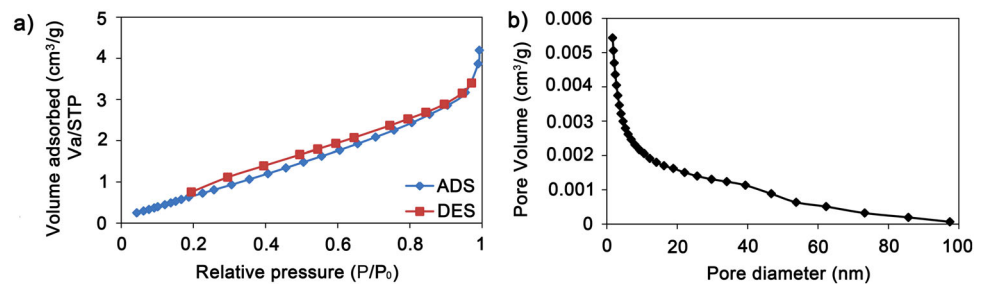 a)
Volume adsorbed (cm³/g)
Va/STP
5
4
3
2
1
0
0
0.2
0.4
0.6
0.8
1
ADS
DES
Relative pressure (P/P₀)
b)
Pore Volume (cm³/g)
0.006
0.005
0.004
0.003
0.002
0.001
0
0
20
40
60
80
100
Pore diameter (nm)